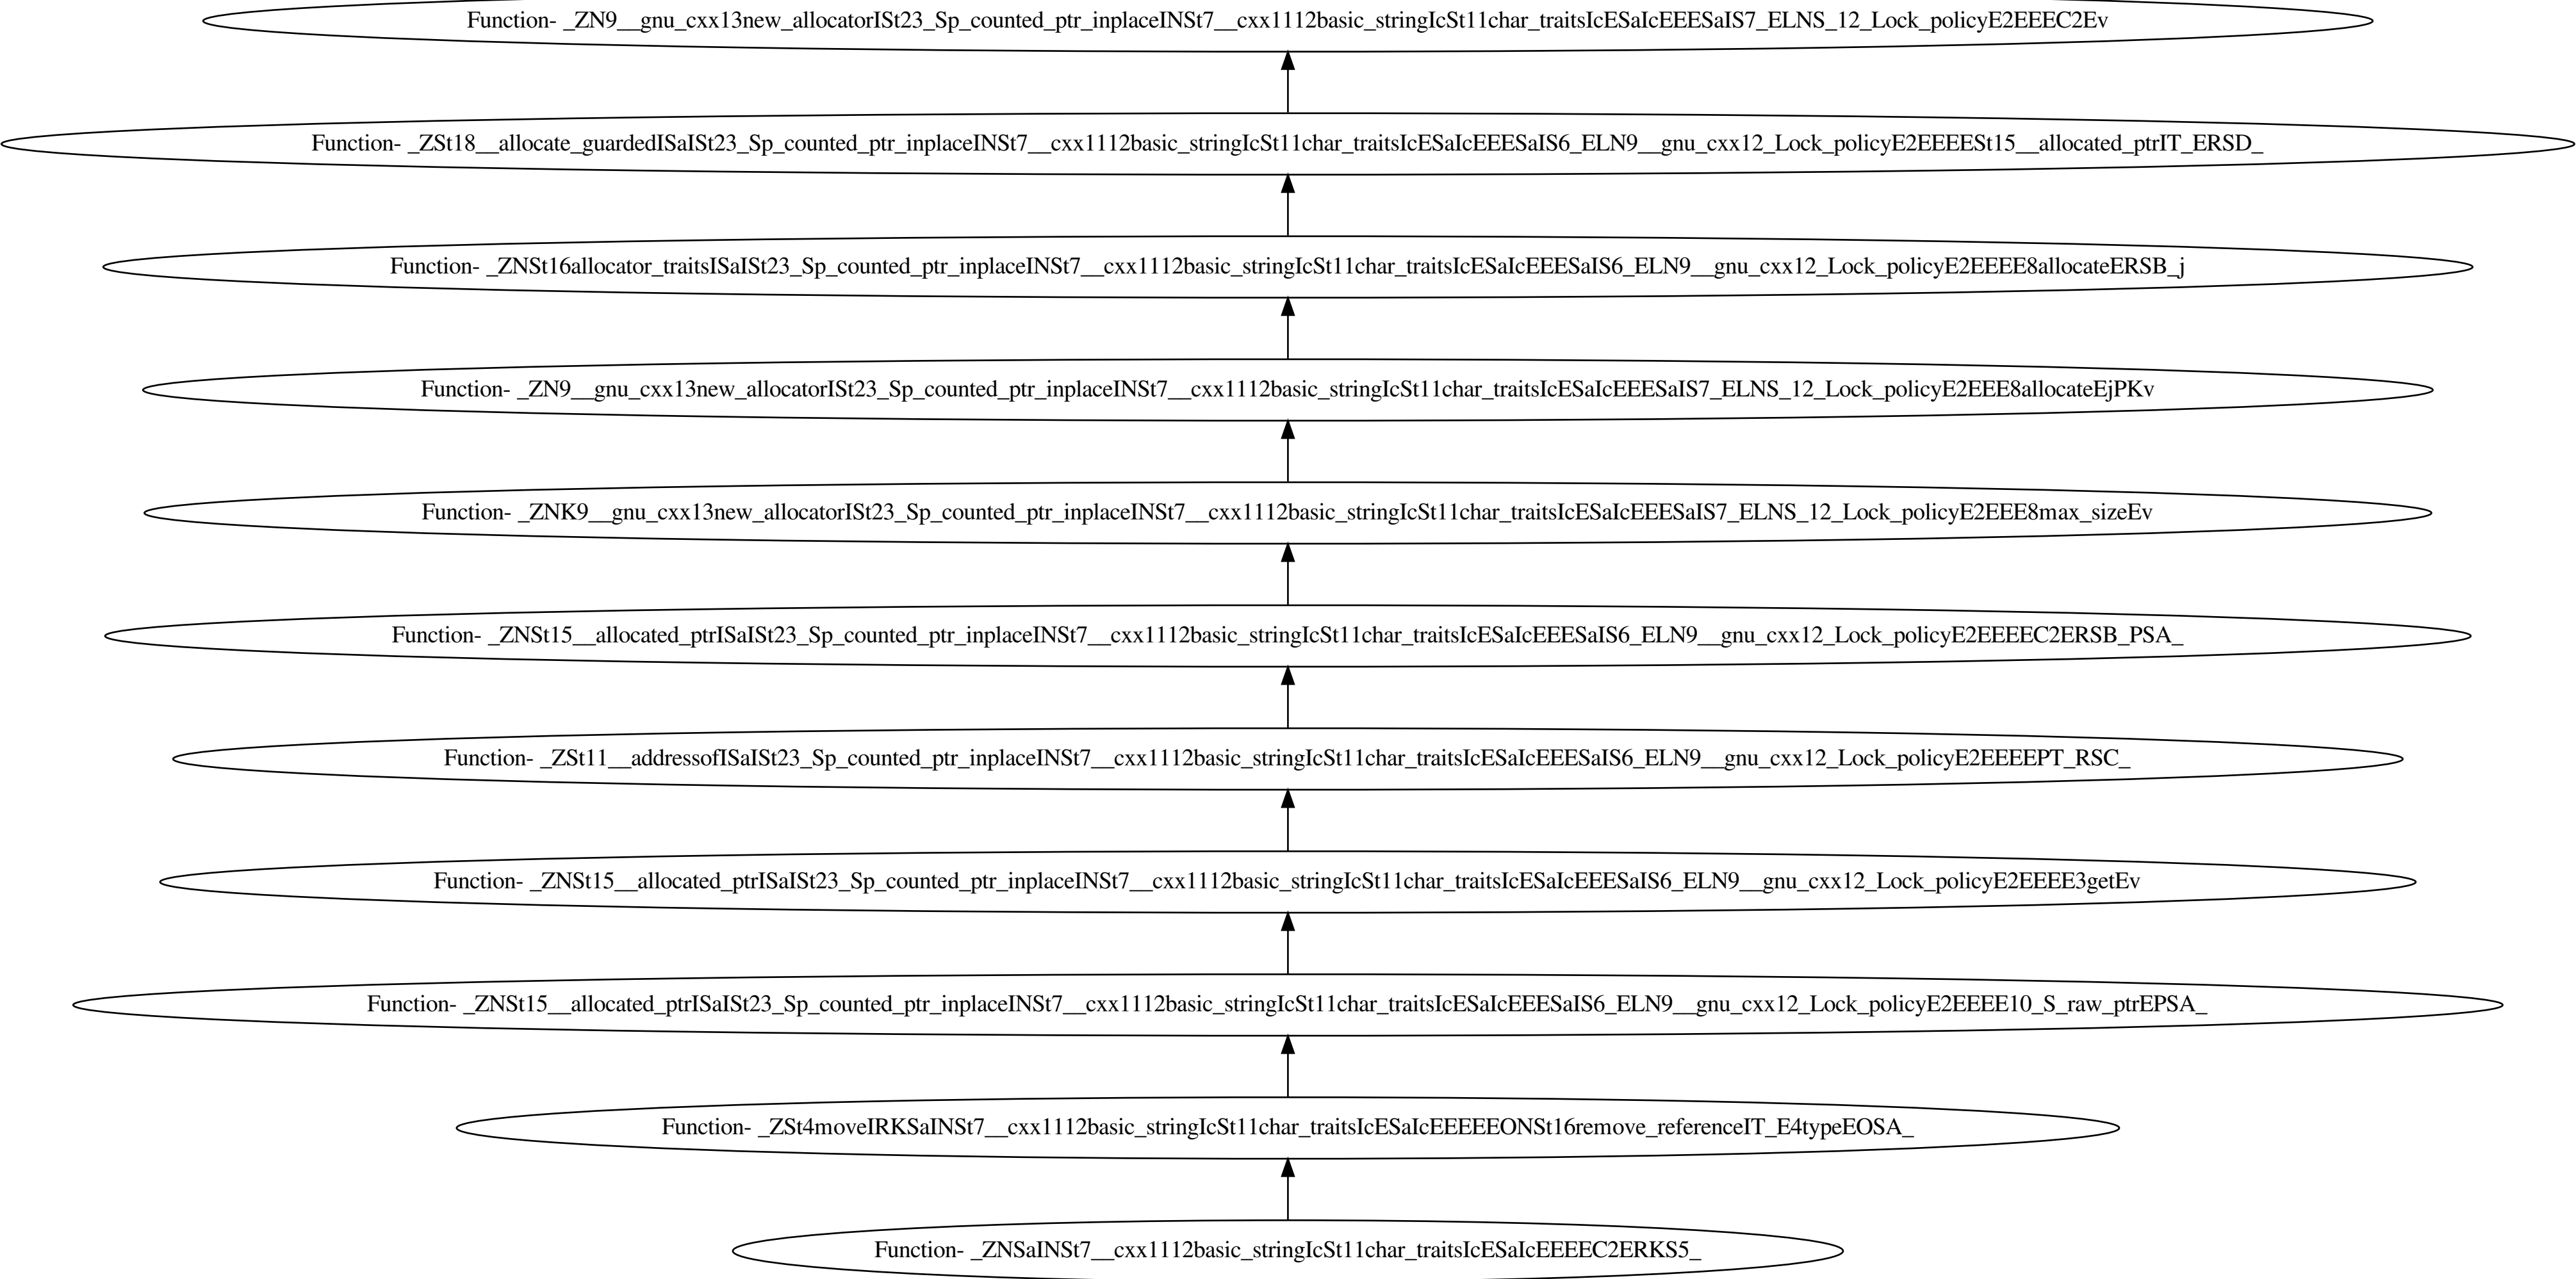 Function- _ZN9__gnu_cxx13new_allocatorISt23_Sp_counted_ptr_inplaceINSt7__cxx1112basic_stringIcSt11char_traitsIcESaIcEEESaIS7_ELNS_12_Lock_policyE2EEEC2Ev
Function- _ZSt18__allocate_guardedISaISt23_Sp_counted_ptr_inplaceINSt7__cxx1112basic_stringIcSt11char_traitsIcESaIcEEESaIS6_ELN9__gnu_cxx12_Lock_policyE2EEEESt15__allocated_ptrIT_ERSD_
Function- _ZNSt16allocator_traitsISaISt23_Sp_counted_ptr_inplaceINSt7__cxx1112basic_stringIcSt11char_traitsIcESaIcEEESaIS6_ELN9__gnu_cxx12_Lock_policyE2EEEE8allocateERSB_j
Function- _ZN9__gnu_cxx13new_allocatorISt23_Sp_counted_ptr_inplaceINSt7__cxx1112basic_stringIcSt11char_traitsIcESaIcEEESaIS7_ELNS_12_Lock_policyE2EEE8allocateEjPKv
Function- _ZNK9__gnu_cxx13new_allocatorISt23_Sp_counted_ptr_inplaceINSt7__cxx1112basic_stringIcSt11char_traitsIcESaIcEEESaIS7_ELNS_12_Lock_policyE2EEE8max_sizeEv
Function- _ZNSt15__allocated_ptrISaISt23_Sp_counted_ptr_inplaceINSt7__cxx1112basic_stringIcSt11char_traitsIcESaIcEEESaIS6_ELN9__gnu_cxx12_Lock_policyE2EEEEC2ERSB_PSA_
Function- _ZSt11__addressofISaISt23_Sp_counted_ptr_inplaceINSt7__cxx1112basic_stringIcSt11char_traitsIcESaIcEEESaIS6_ELN9__gnu_cxx12_Lock_policyE2EEEEPT_RSC_
Function- _ZNSt15__allocated_ptrISaISt23_Sp_counted_ptr_inplaceINSt7__cxx1112basic_stringIcSt11char_traitsIcESaIcEEESaIS6_ELN9__gnu_cxx12_Lock_policyE2EEEE3getEv
Function- _ZNSt15__allocated_ptrISaISt23_Sp_counted_ptr_inplaceINSt7__cxx1112basic_stringIcSt11char_traitsIcESaIcEEESaIS6_ELN9__gnu_cxx12_Lock_policyE2EEEE10_S_raw_ptrEPSA_
Function- _ZSt4moveIRKSaINSt7__cxx1112basic_stringIcSt11char_traitsIcESaIcEEEEEONSt16remove_referenceIT_E4typeEOSA_
Function- _ZNSaINSt7__cxx1112basic_stringIcSt11char_traitsIcESaIcEEEEC2ERKS5_